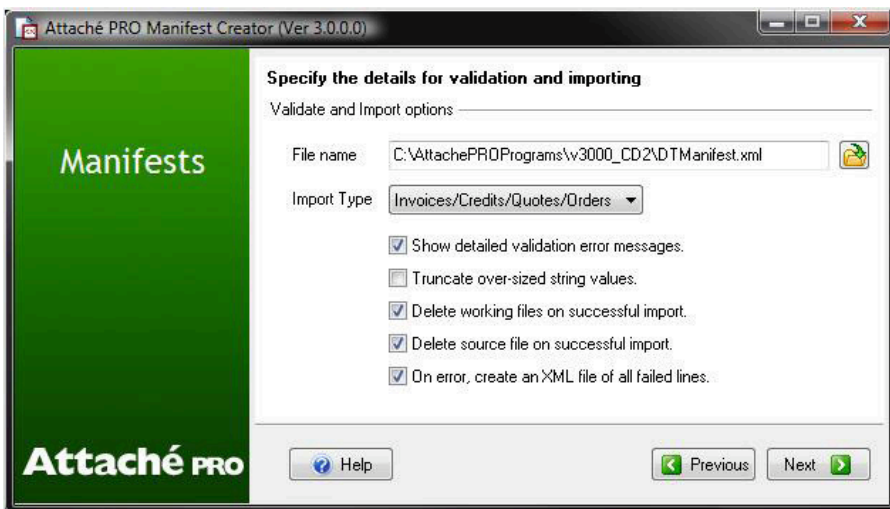 Attaché PRO Manifest Creator (Ver 3.0.0.0)
Specify the details for validation and importing
Validate and Import options
Manifests
File name C:\AttachePROPrograms\v3000_CD2\DTManifest.xml
Import Type Invoices/Credits/Quotes/Orders
Show detailed validation error messages.
Truncate over-sized string values.
Delete working files on successful import.
Delete source file on successful import.
On error, create an XML file of all failed lines.
Attaché PRO
Help Previous Next